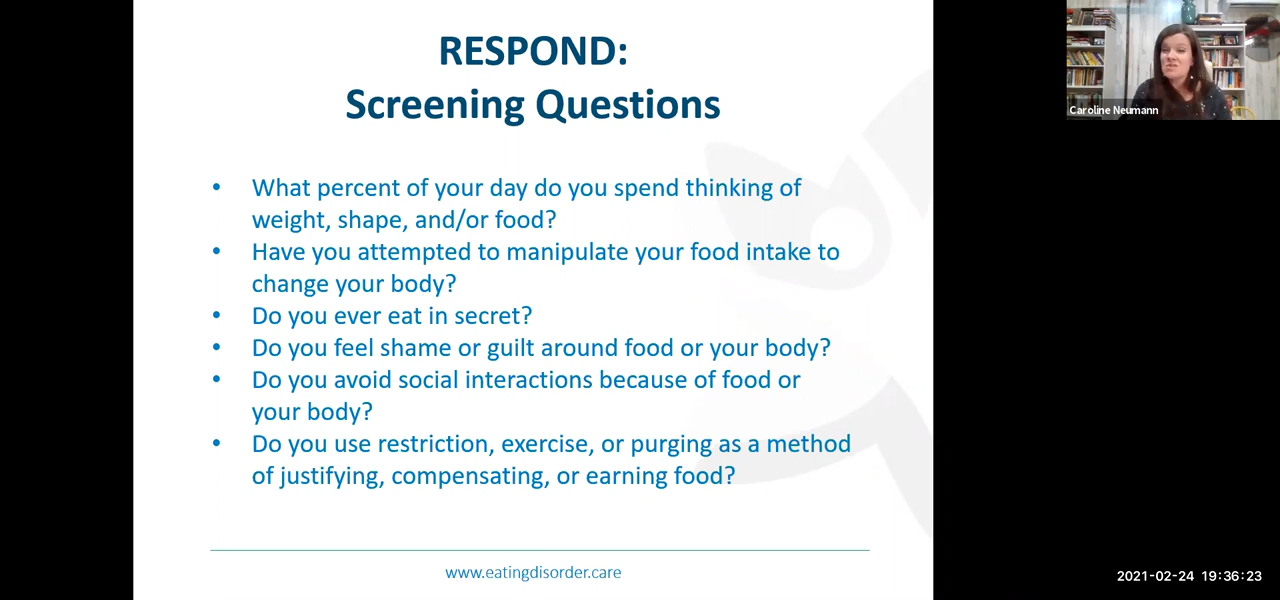 RESPOND:
Screening Questions
• What percent of your day do you spend thinking of
weight, shape, and/or food?
• Have you attempted to manipulate your food intake to
change your body?
• Do you ever eat in secret?
• Do you feel shame or guilt around food or your body?
• Do you avoid social interactions because of food or
your body?
• Do you use restriction, exercise, or purging as a method
of justifying, compensating, or earning food?
www.eatingdisorder.care
Caroline Neumann
2021-02-24 19:36:23